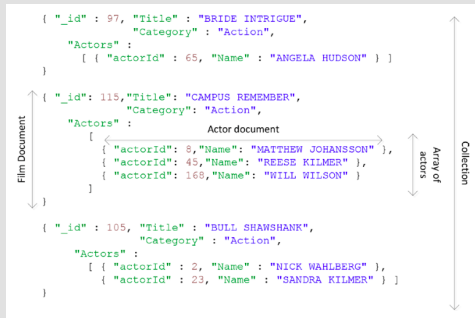 { "_id" : 97, "Title" : "BRIDE INTRIGUE",
"Category" : "Action",
"Actors" :
[ { "actorId" : 65, "Name" : "ANGELA HUDSON" } ]
}
{ "_id": 115,"Title": "CAMPUS REMEMBER",
"Category": "Action",
"Actors" :
[
Actor document
{ "actorId": 8,"Name": "MATTHEW JOHANSSON" },
{ "actorId": 45,"Name": "REESE KILMER" },
{ "actorId": 168,"Name": "WILL WILSON" }
]
}
Film Document
Array of
actors
Collection
{ "_id" : 105, "Title" : "BULL SHAWSHANK",
"Category" : "Action",
"Actors" :
[ { "actorId" : 2, "Name" : "NICK WAHLBERG" },
{ "actorId" : 23, "Name" : "SANDRA KILMER" } ]
}